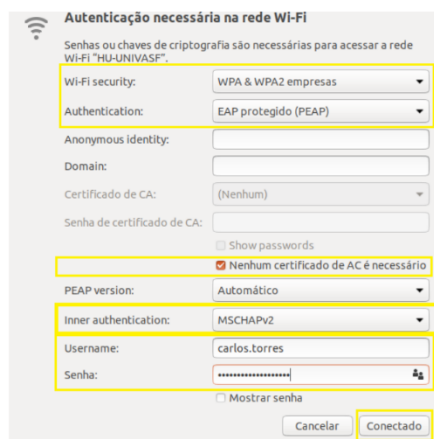 Autenticação necessária na rede Wi-Fi
Senhas ou chaves de criptografia são necessárias para acessar a rede
Wi-Fi "HU-UNIVASF".
Wi-Fi security: WPA & WPA2 empresas
Authentication: EAP protegido (PEAP)
Anonymous identity:
Domain:
Certificado de CA: (Nenhum)
Senha de certificado de CA:
Show passwords
Nenhum certificado de AC é necessário
PEAP version: Automático
Inner authentication: MSCHAPv2
Username: carlos.torres
Senha: ••••••••••••••••••
Mostrar senha
Cancelar Conectado